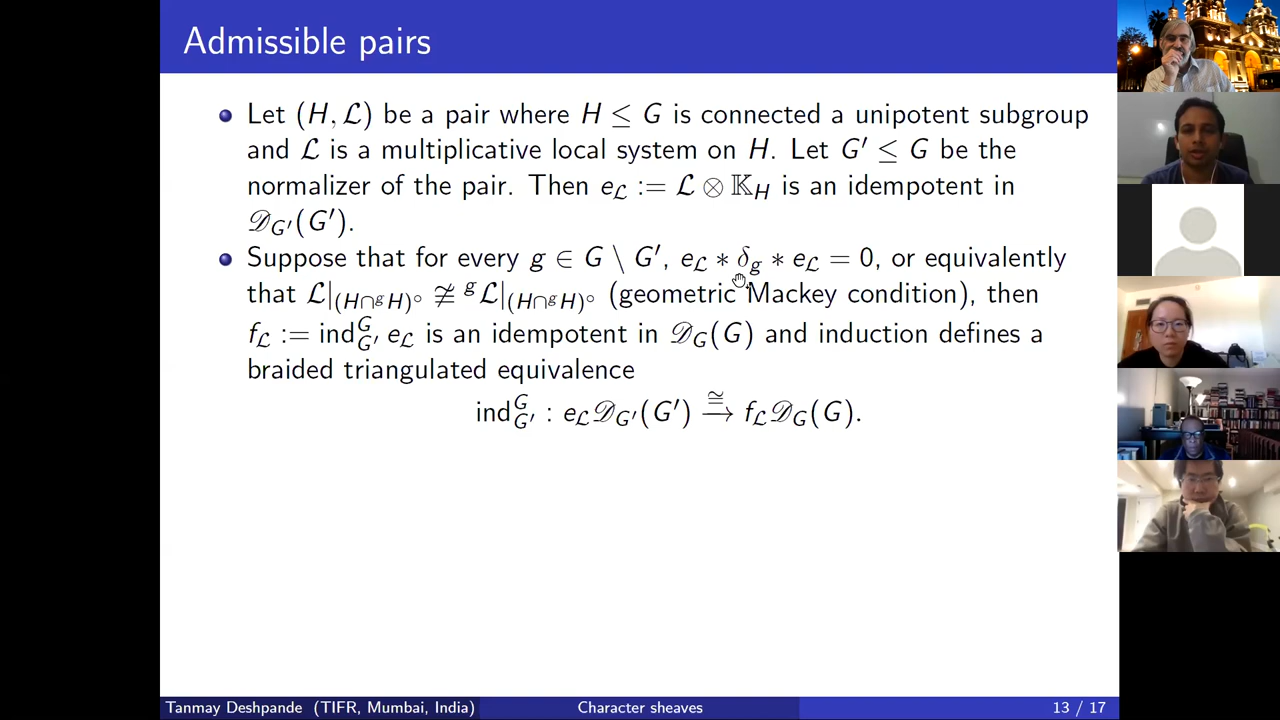 Admissible pairs
Let (H, ℒ) be a pair where H ≤ G is connected a unipotent subgroup
and ℒ is a multiplicative local system on H. Let G′ ≤ G be the
normalizer of the pair. Then e_ℒ := ℒ ⊗ 𝕂_H is an idempotent in
𝒟_{G′}(G′).
Suppose that for every g ∈ G \ G′, e_ℒ ∗ δ_g ∗ e_ℒ = 0, or equivalently
that ℒ|_{(H∩^gH)°} ≇ ^gℒ|_{(H∩^gH)°} (geometric Mackey condition), then
f_ℒ := ind^G_{G′} e_ℒ is an idempotent in 𝒟_G(G) and induction defines a
braided triangulated equivalence
ind^G_{G′} : e_ℒ𝒟_{G′}(G′) ≅→ f_ℒ𝒟_G(G).
Tanmay Deshpande (TIFR, Mumbai, India) Character sheaves 13 / 17